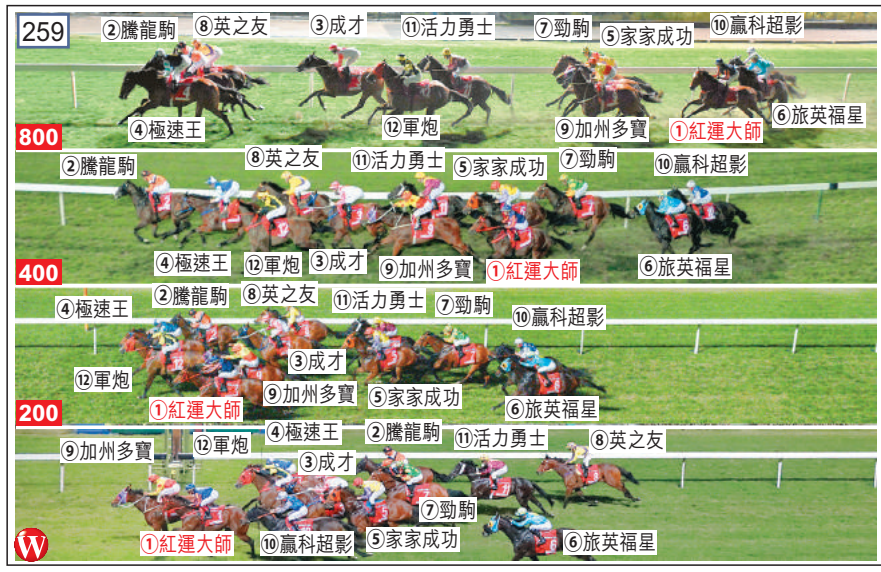 259
②騰龍駒 ⑧英之友 ③成才 ⑪活力勇士 ⑦勁駒 ⑤家家成功 ⑩贏科超影
④極速王 ⑫軍炮 ⑨加州多寶 ①紅運大師 ⑥旅英福星
800
②騰龍駒 ⑧英之友 ⑪活力勇士 ⑤家家成功 ⑦勁駒 ⑩贏科超影
④極速王 ⑫軍炮 ③成才 ⑨加州多寶 ①紅運大師 ⑥旅英福星
400
④極速王 ②騰龍駒 ⑧英之友 ⑪活力勇士 ⑦勁駒 ⑩贏科超影
⑫軍炮 ①紅運大師 ⑨加州多寶 ③成才 ⑤家家成功 ⑥旅英福星
200
⑨加州多寶 ⑫軍炮 ④極速王 ③成才 ②騰龍駒 ⑪活力勇士 ⑧英之友
①紅運大師 ⑩贏科超影 ⑤家家成功 ⑦勁駒 ⑥旅英福星
W